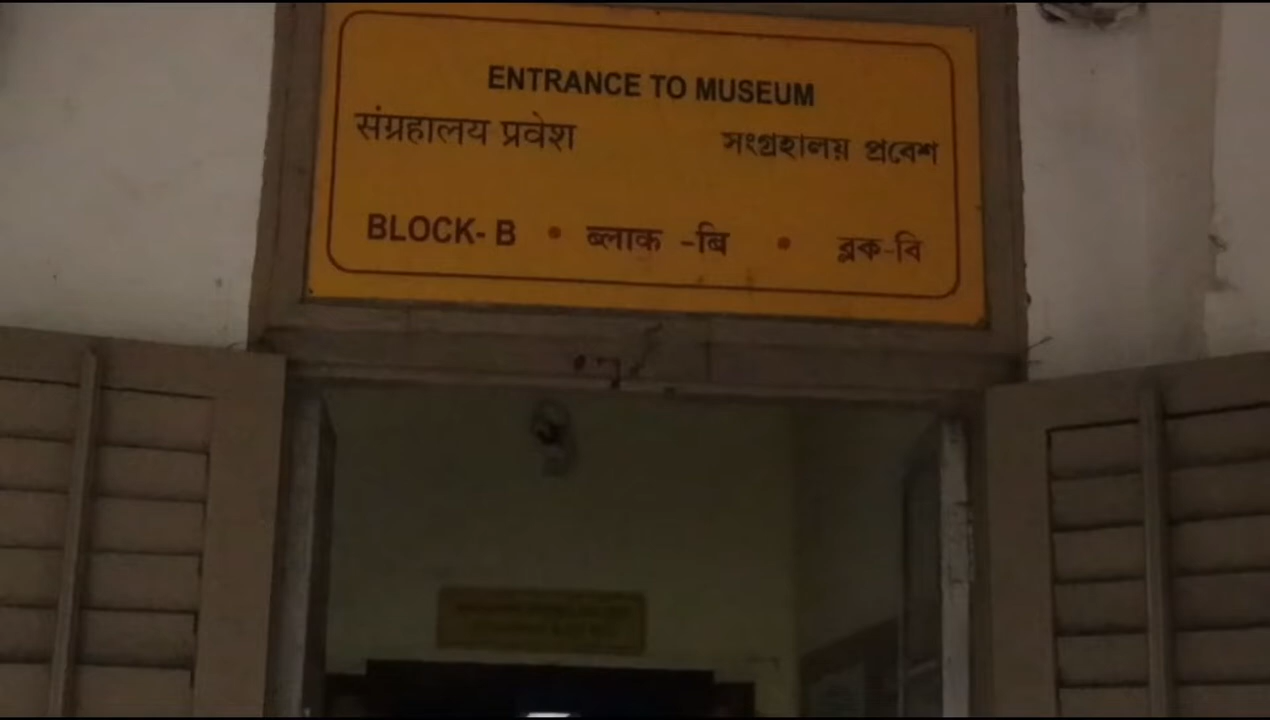 ENTRANCE TO MUSEUM
संग्रहालय प्रवेश সংগ্রহালয় প্রবেশ
BLOCK- B • ब्लाक -बि • ব্লক-বি